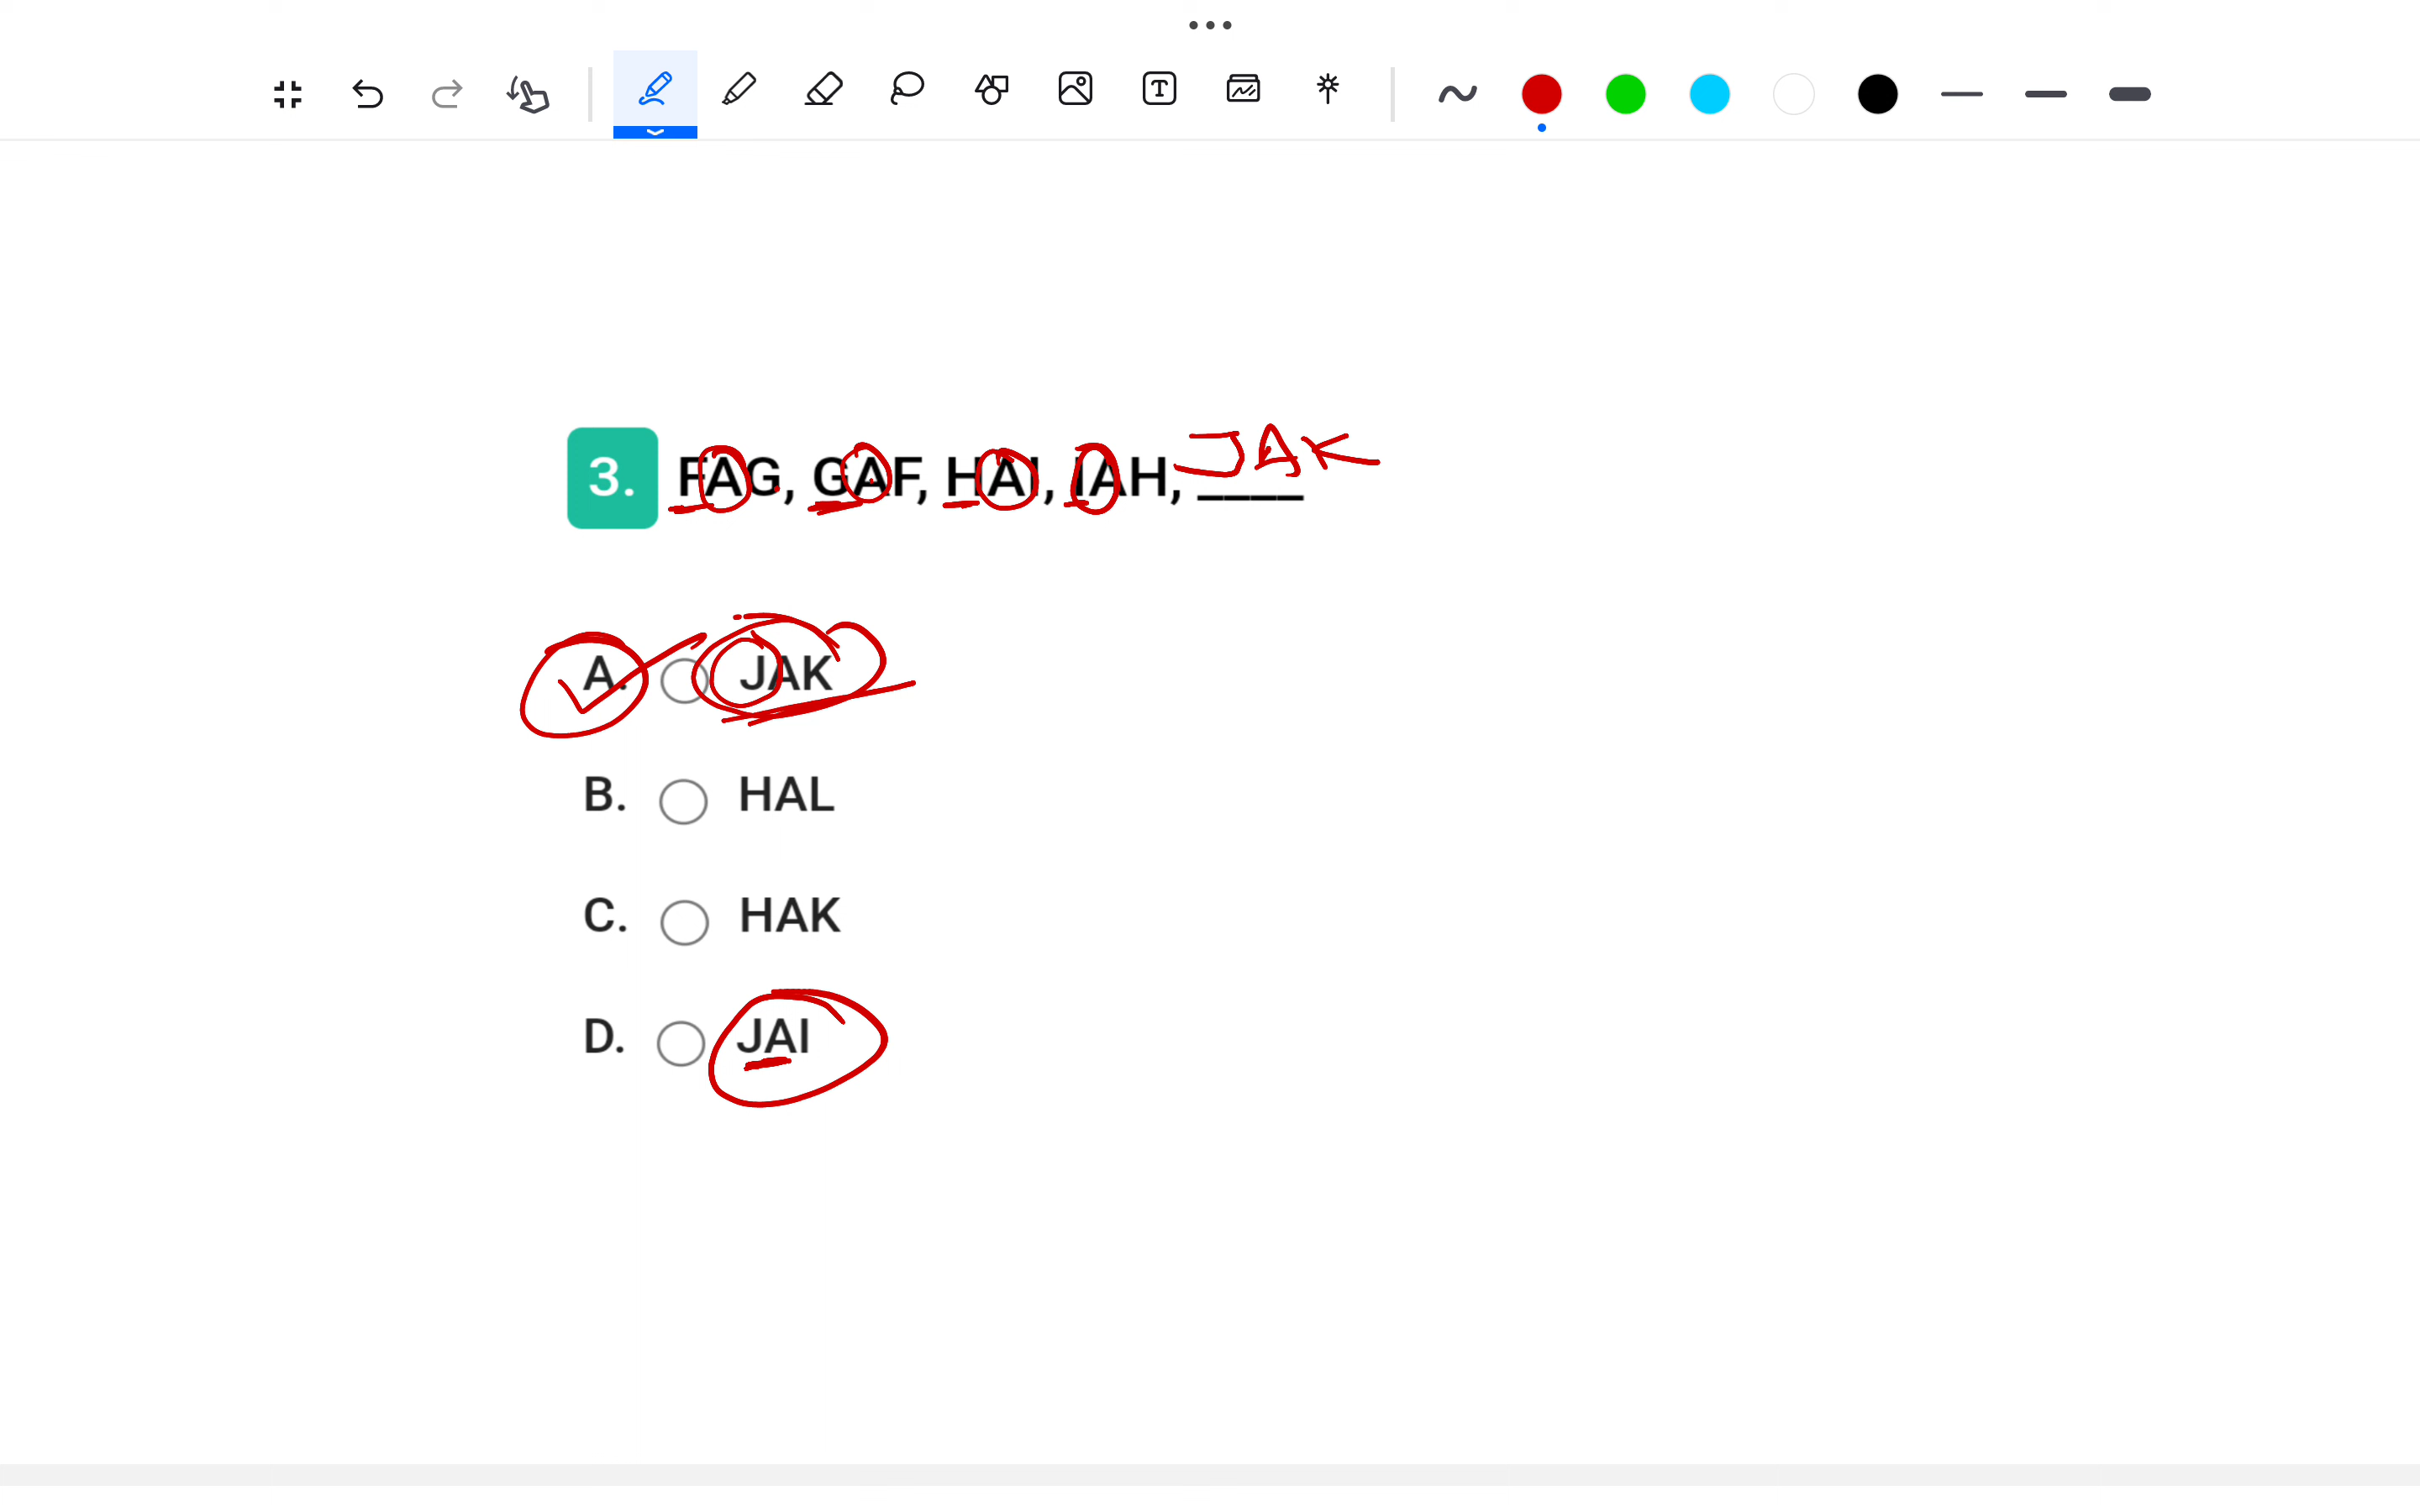 3. FAG, GAF, HAI, IAH, ____ JAK
A. JAK
B. HAL
C. HAK
D. JAI